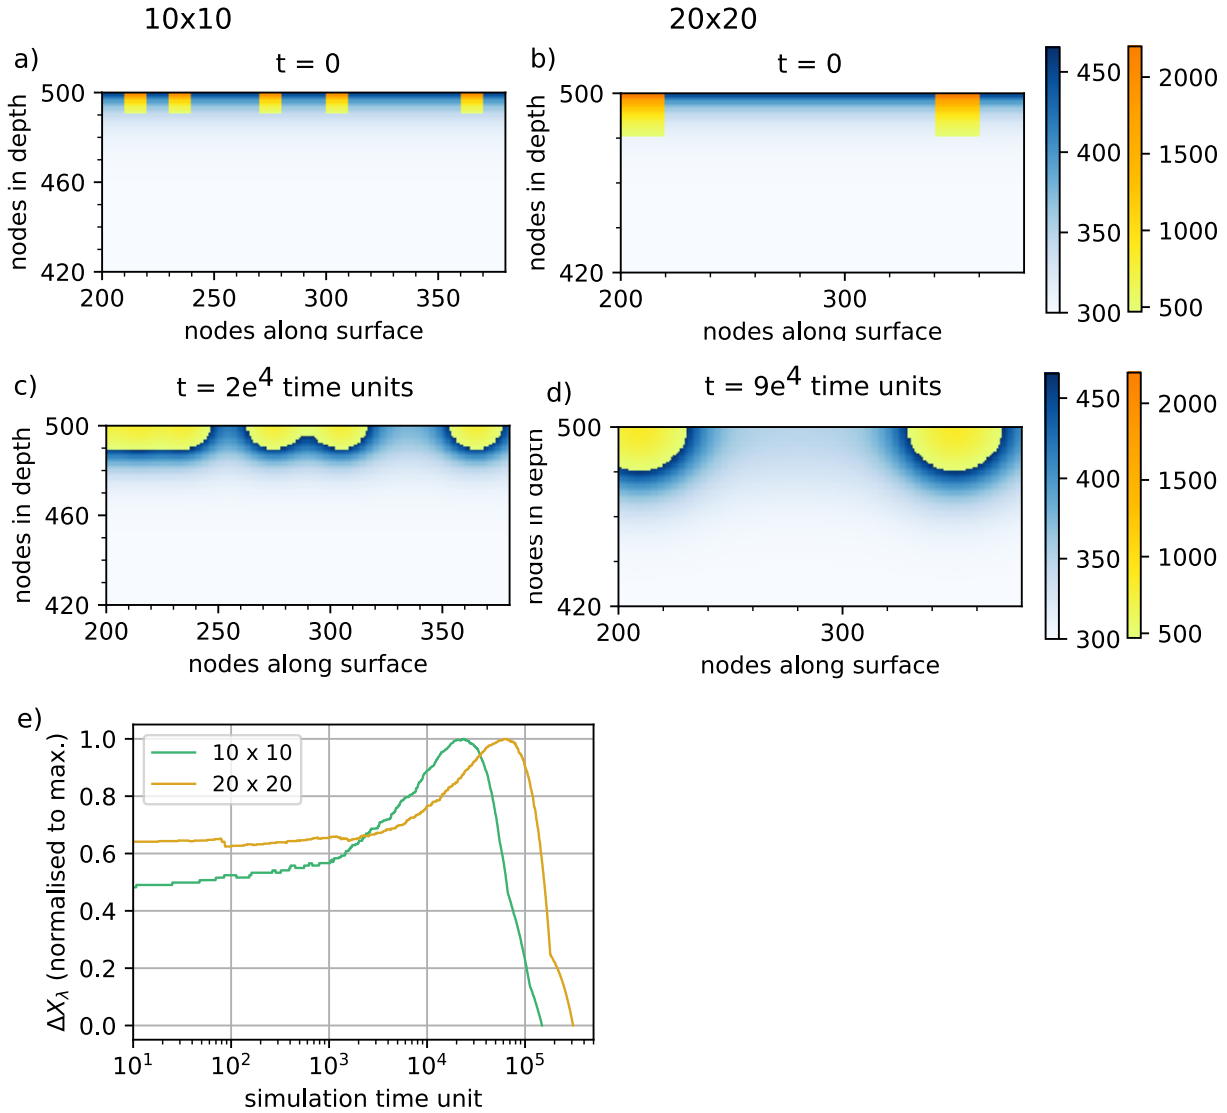 10x10
20x20
a)
t = 0
nodes in depth
500
460
420
200
250
300
350
nodes along surface
b)
t = 0
nodes in depth
500
420
200
300
nodes along surface
450
400
350
300
2000
1500
1000
500
c)
t = 2e⁴ time units
nodes in depth
500
460
420
200
250
300
350
nodes along surface
d)
t = 9e⁴ time units
nodes in depth
500
420
200
300
nodes along surface
450
400
350
300
2000
1500
1000
500
e)
ΔX_λ (normalised to max.)
1.0
0.8
0.6
0.4
0.2
0.0
10 x 10
20 x 20
10¹
10²
10³
10⁴
10⁵
simulation time unit